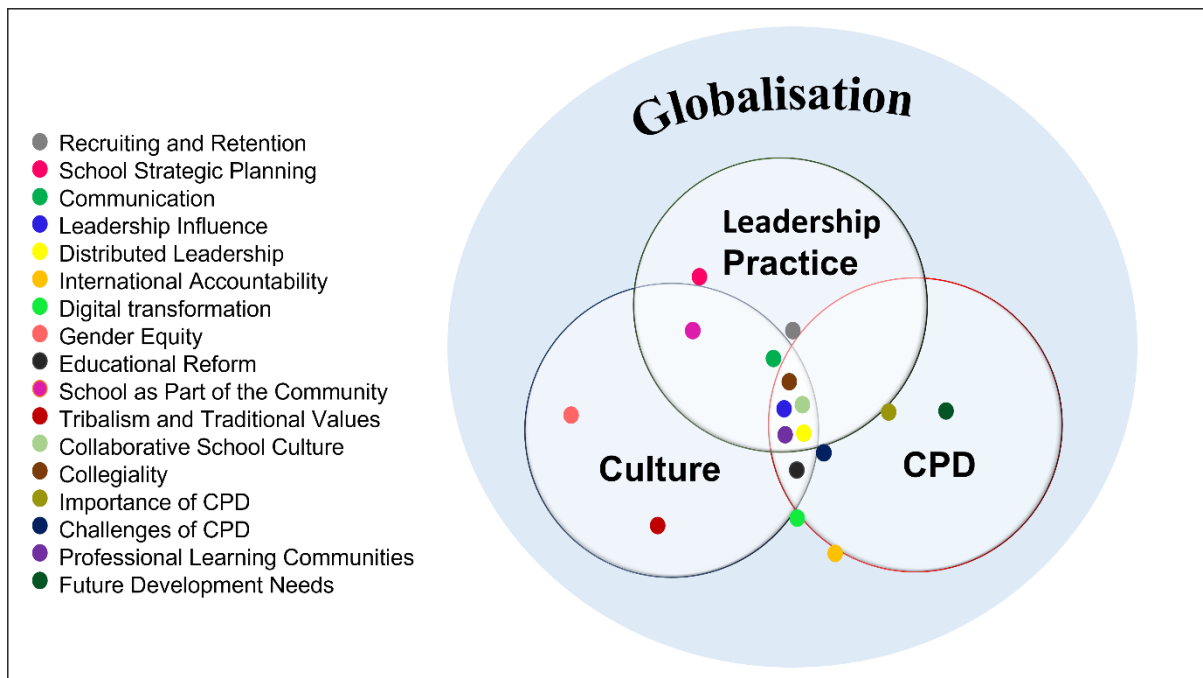 Globalisation
Recruiting and Retention
School Strategic Planning
Communication
Leadership Influence
Distributed Leadership
International Accountability
Digital transformation
Gender Equity
Educational Reform
School as Part of the Community
Tribalism and Traditional Values
Collaborative School Culture
Collegiality
Importance of CPD
Challenges of CPD
Professional Learning Communities
Future Development Needs
Leadership
Practice
Culture
CPD